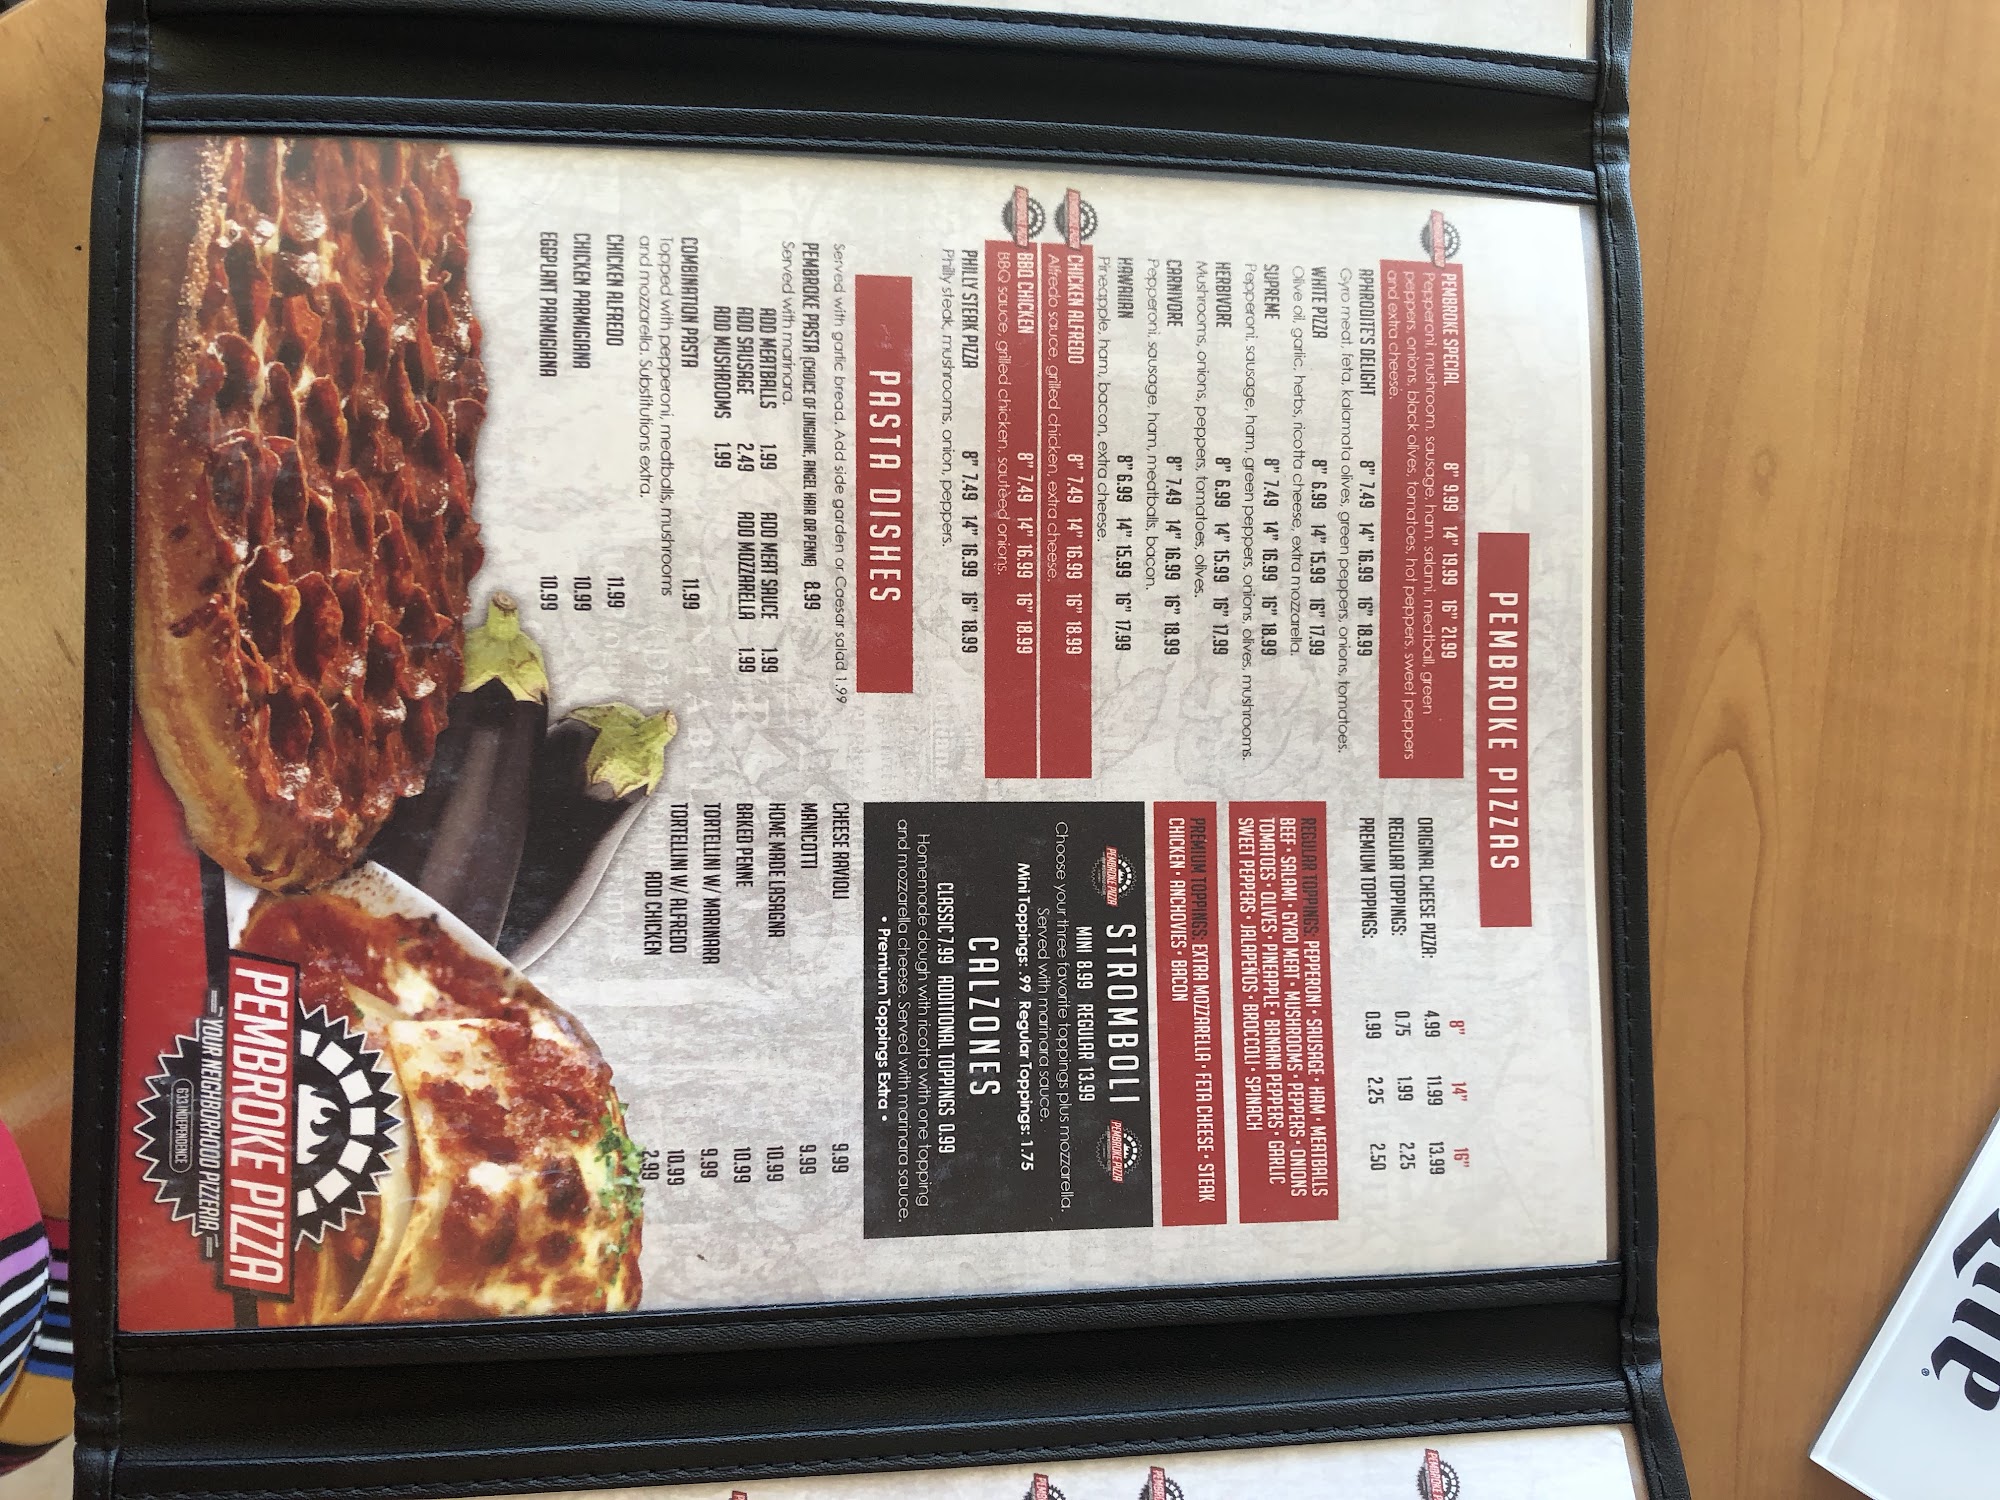 PEMBROKE PIZZAS
PEMBROKE SPECIAL 8" 9.99 14" 19.99 16" 21.99
Pepperoni, mushroom, sausage, ham, salami, meatball, green
peppers, onions, black olives, tomatoes, hot peppers, sweet peppers
and extra cheese.
APHRODITE'S DELIGHT 8" 7.49 14" 16.99 16" 18.99
Gyro meat, feta, kalamata olives, green peppers, onions, tomatoes.
WHITE PIZZA 8" 6.99 14" 15.99 16" 17.99
Olive oil, garlic, herbs, ricotta cheese, extra mozzarella.
SUPREME 8" 7.49 14" 16.99 16" 18.99
Pepperoni, sausage, ham, green peppers, onions, olives, mushrooms.
HERBIVORE 8" 6.99 14" 15.99 16" 17.99
Mushrooms, onions, peppers, tomatoes, olives.
CARNIVORE 8" 7.49 14" 16.99 16" 18.99
Pepperoni, sausage, ham, meatballs, bacon.
HAWAIIAN 8" 6.99 14" 15.99 16" 17.99
Pineapple, ham, bacon, extra cheese.
CHICKEN ALFREDO 8" 7.49 14" 16.99 16" 18.99
Alfredo sauce, grilled chicken, extra cheese.
BBQ CHICKEN 8" 7.49 14" 16.99 16" 18.99
BBQ sauce, grilled chicken, sautéed onions.
PHILLY STEAK PIZZA 8" 7.49 14" 16.99 16" 18.99
Philly steak, mushrooms, onion, peppers.
8" 14" 16"
ORIGINAL CHEESE PIZZA: 4.99 11.99 13.99
REGULAR TOPPINGS: 0.75 1.99 2.25
PREMIUM TOPPINGS: 0.99 2.25 2.50
REGULAR TOPPINGS: PEPPERONI • SAUSAGE • HAM • MEATBALLS
BEEF • SALAMI • GYRO MEAT • MUSHROOMS • PEPPERS • ONIONS
TOMATOES • OLIVES • PINEAPPLE • BANANA PEPPERS • GARLIC
SWEET PEPPERS • JALAPENOS • BROCCOLI • SPINACH
PREMIUM TOPPINGS: EXTRA MOZZARELLA • FETA CHEESE • STEAK
CHICKEN • ANCHOVIES • BACON
PEMBROKE PIZZA STROMBOLI PEMBROKE PIZZA
MINI 8.99 REGULAR 13.99
Choose your three favorite toppings plus mozzarella.
Served with marinara sauce.
Mini Toppings: .99 Regular Toppings: 1.75
CALZONES
CLASSIC 7.99 ADDITIONAL TOPPINGS 0.99
Homemade dough with ricotta with one topping
and mozzarella cheese. Served with marinara sauce.
• Premium Toppings Extra •
PASTA DISHES
Served with garlic bread. Add side garden or Caesar salad 1.99
PEMBROKE PASTA (CHOICE OF LINGUINE, ANGEL HAIR OR PENNE) 8.99
Served with marinara.
ADD MEATBALLS 1.99 ADD MEAT SAUCE 1.99
ADD SAUSAGE 2.49 ADD MOZZARELLA 1.99
ADD MUSHROOMS 1.99
COMBINATION PASTA 11.99
Topped with pepperoni, meatballs, mushrooms
and mozzarella. Substitutions extra.
CHICKEN ALFREDO 11.99
CHICKEN PARMIGIANA 10.99
EGGPLANT PARMIGIANA 10.99
CHEESE RAVIOLI 9.99
MANICOTTI 9.99
HOME MADE LASAGNA 10.99
BAKED PENNE 10.99
TORTELLINI W/ MARINARA 9.99
TORTELLINI W/ ALFREDO 10.99
ADD CHICKEN 2.99
PEMBROKE PIZZA
YOUR NEIGHBORHOOD PIZZERIA
633 INDEPENDENCE